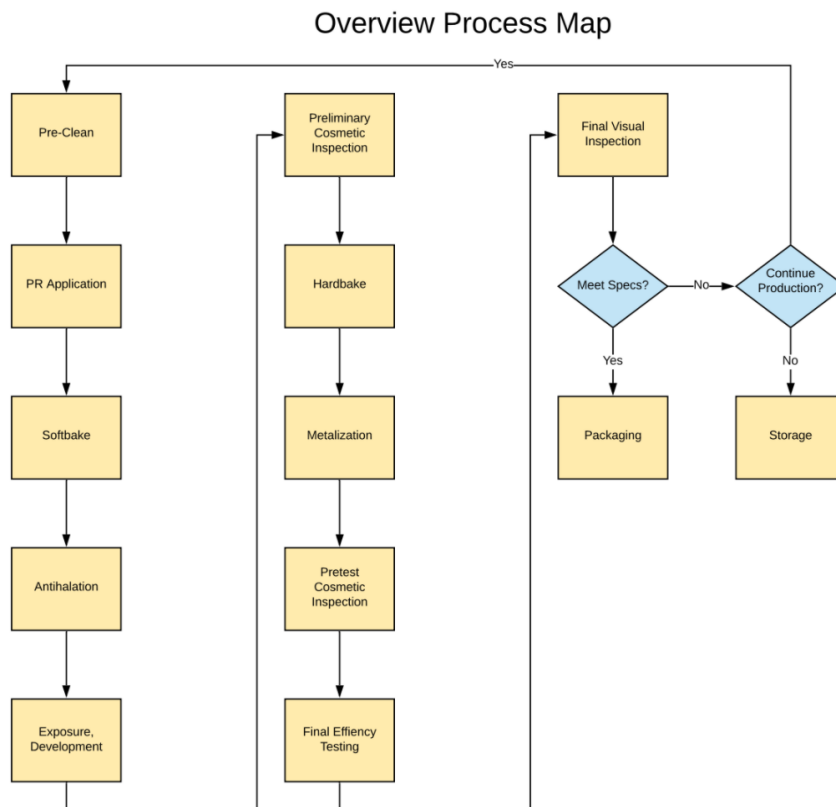 Overview Process Map
Yes
Pre-Clean
PR Application
Softbake
Antihalation
Exposure,
Development
Preliminary
Cosmetic
Inspection
Hardbake
Metalization
Pretest
Cosmetic
Inspection
Final Effiency
Testing
Final Visual
Inspection
Meet Specs?
No
Continue
Production?
Yes
No
Packaging
Storage